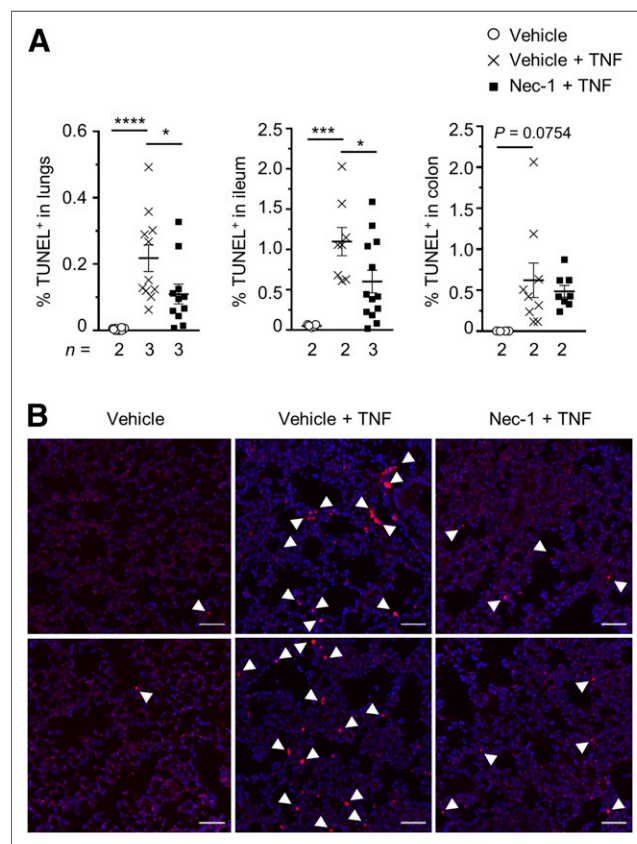 A
Vehicle
Vehicle + TNF
Nec-1 + TNF
**** *
% TUNEL+ in lungs
0.6
0.4
0.2
0
*** *
% TUNEL+ in ileum
2.5
2.0
1.5
1.0
0.5
0
P = 0.0754
% TUNEL+ in colon
2.5
2.0
1.5
1.0
0.5
0
n = 2 3 3 2 2 3 2 2 2
B
Vehicle Vehicle + TNF Nec-1 + TNF